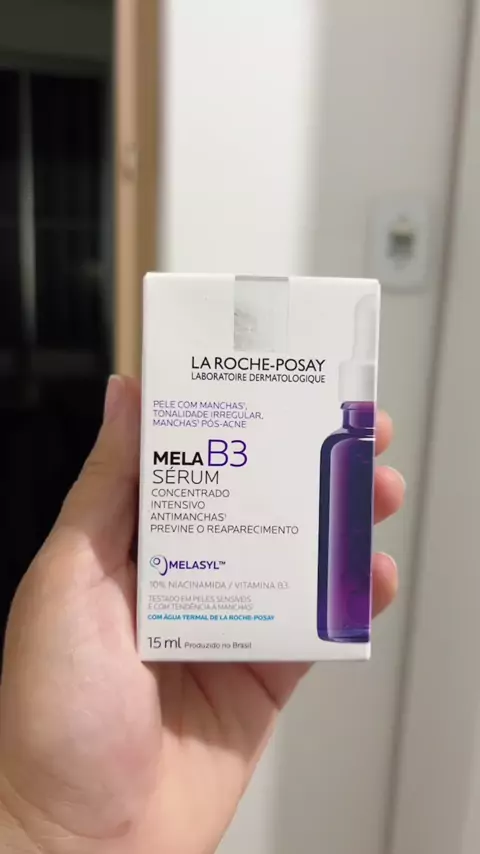 LA ROCHE-POSAY
LABORATOIRE DERMATOLOGIQUE
PELE COM MANCHAS¹,
TONALIDADE IRREGULAR,
MANCHAS¹ PÓS-ACNE
MELA B3
SÉRUM
CONCENTRADO
INTENSIVO
ANTIMANCHAS¹
PREVINE O REAPARECIMENTO
MELASYL™
10% NIACINAMIDA / VITAMINA B3
TESTADO EM PELES SENSÍVEIS
E COM TENDÊNCIA A MANCHAS¹
COM ÁGUA TERMAL DE LA ROCHE-POSAY
15 ml Produzido no Brasil